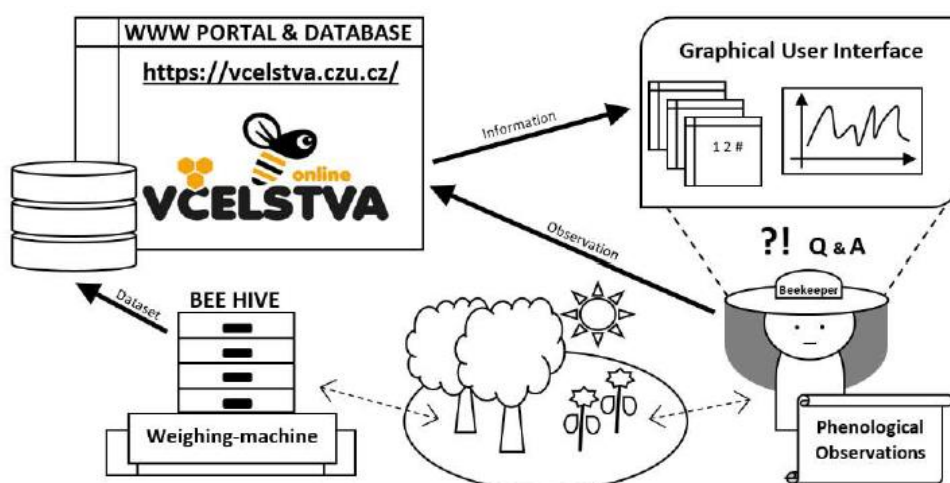 WWW PORTAL & DATABASE
https://vcelstva.czu.cz/
online
VCELSTVA
Information
Graphical User Interface
1 2 #
Observation
?! Q & A
Beekeeper
Dataset
BEE HIVE
Weighing-machine
Phenological
Observations